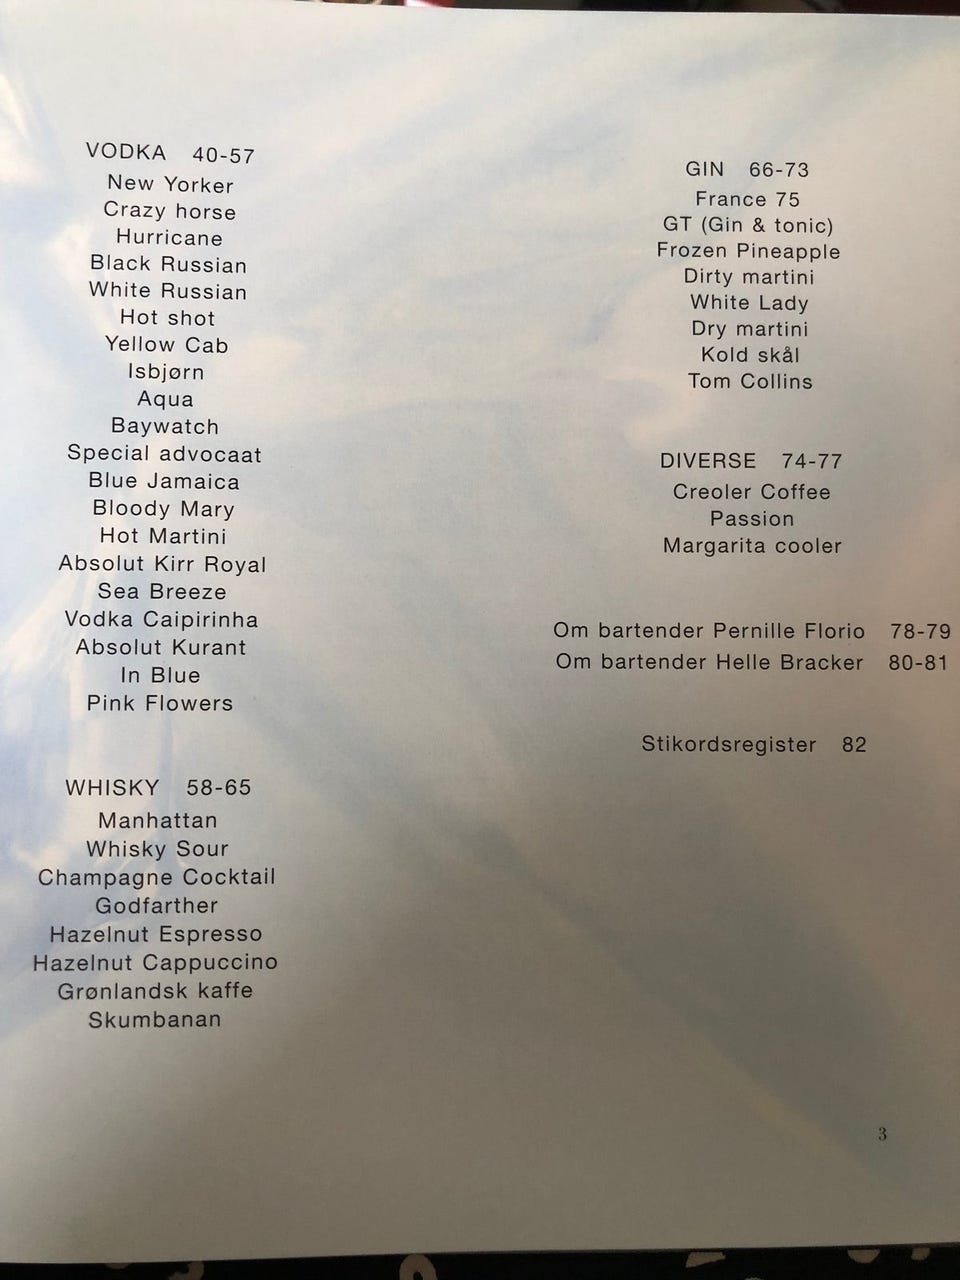 VODKA 40-57
New Yorker
Crazy horse
Hurricane
Black Russian
White Russian
Hot shot
Yellow Cab
Isbjørn
Aqua
Baywatch
Special advocaat
Blue Jamaica
Bloody Mary
Hot Martini
Absolut Kirr Royal
Sea Breeze
Vodka Caipirinha
Absolut Kurant
In Blue
Pink Flowers
WHISKY 58-65
Manhattan
Whisky Sour
Champagne Cocktail
Godfarther
Hazelnut Espresso
Hazelnut Cappuccino
Grønlandsk kaffe
Skumbanan
GIN 66-73
France 75
GT (Gin & tonic)
Frozen Pineapple
Dirty martini
White Lady
Dry martini
Kold skål
Tom Collins
DIVERSE 74-77
Creoler Coffee
Passion
Margarita cooler
Om bartender Pernille Florio 78-79
Om bartender Helle Bracker 80-81
Stikordsregister 82
3